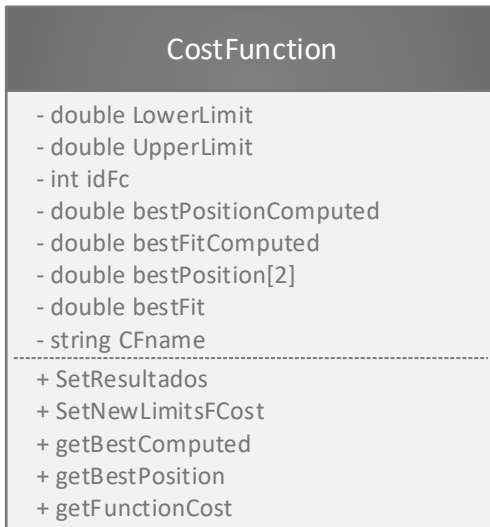 CostFunction
- double LowerLimit
- double UpperLimit
- int idFc
- double bestPositionComputed
- double bestFitComputed
- double bestPosition[2]
- double bestFit
- string CFname
+ SetResultados
+ SetNewLimitsFCost
+ getBestComputed
+ getBestPosition
+ getFunctionCost